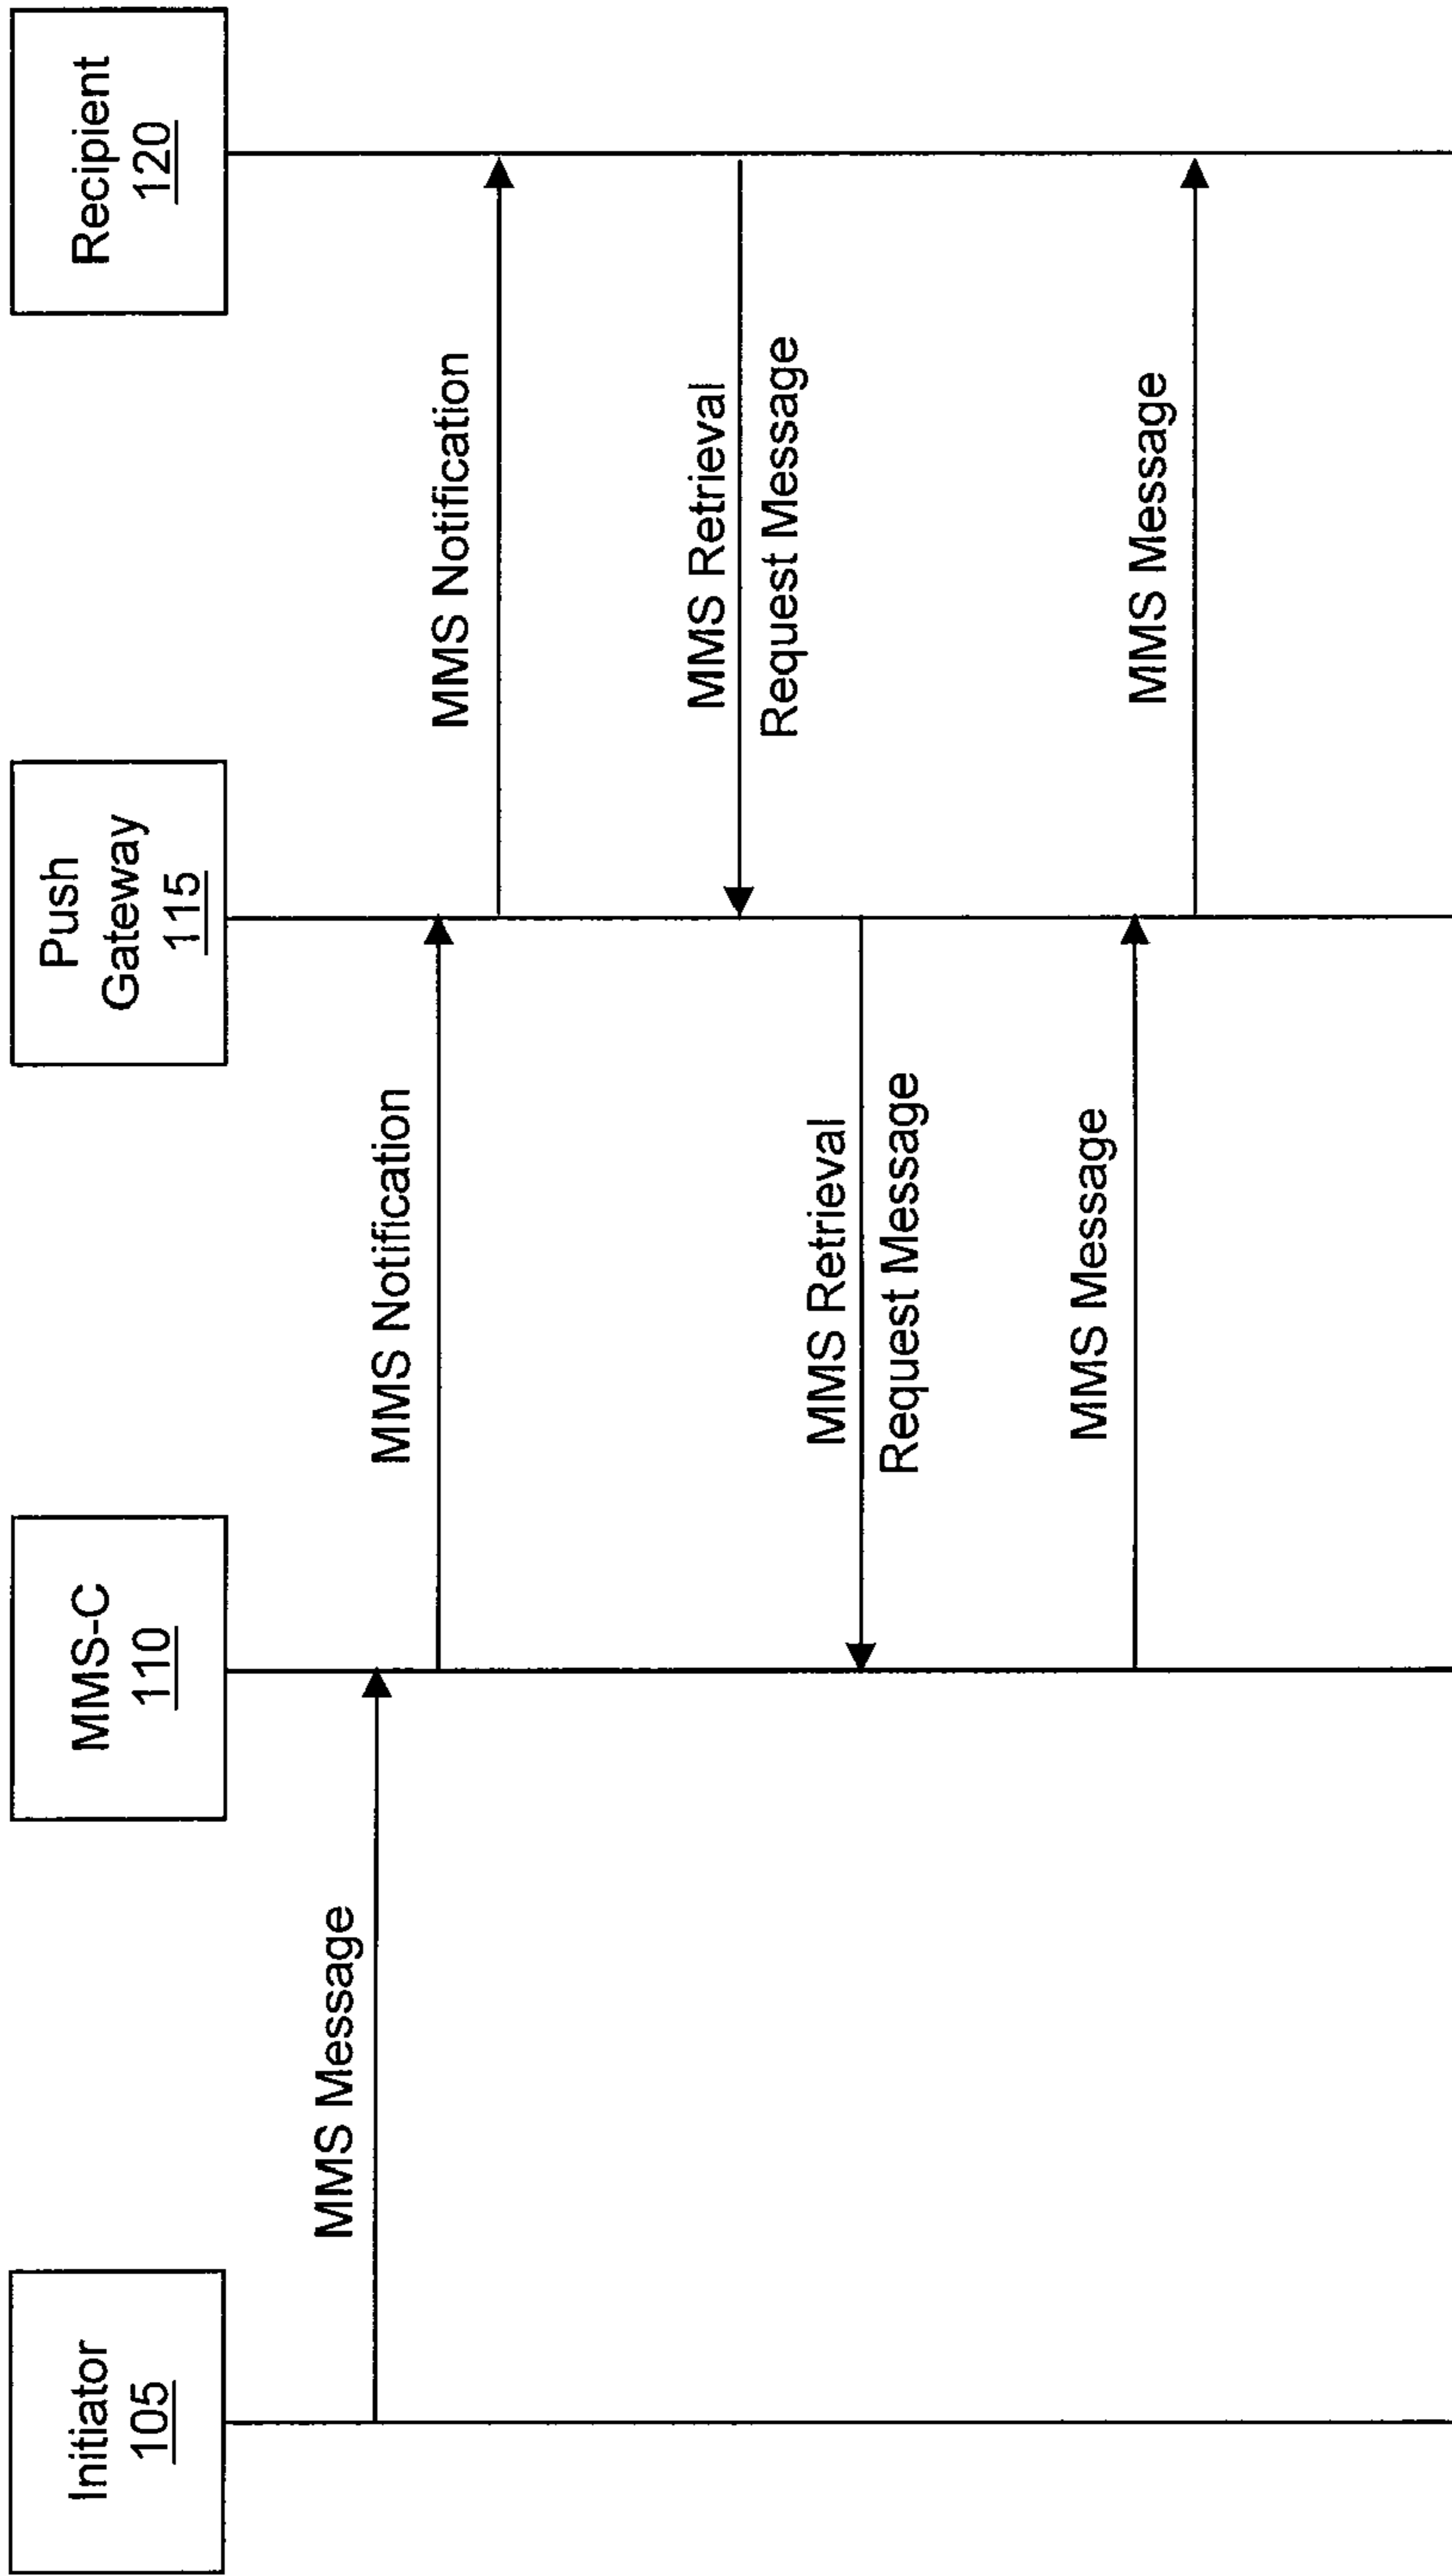 Initiator
105
MMS-C
110
Push
Gateway
115
Recipient
120
MMS Message
MMS Notification
MMS Notification
MMS Retrieval
Request Message
MMS Retrieval
Request Message
MMS Message
MMS Message